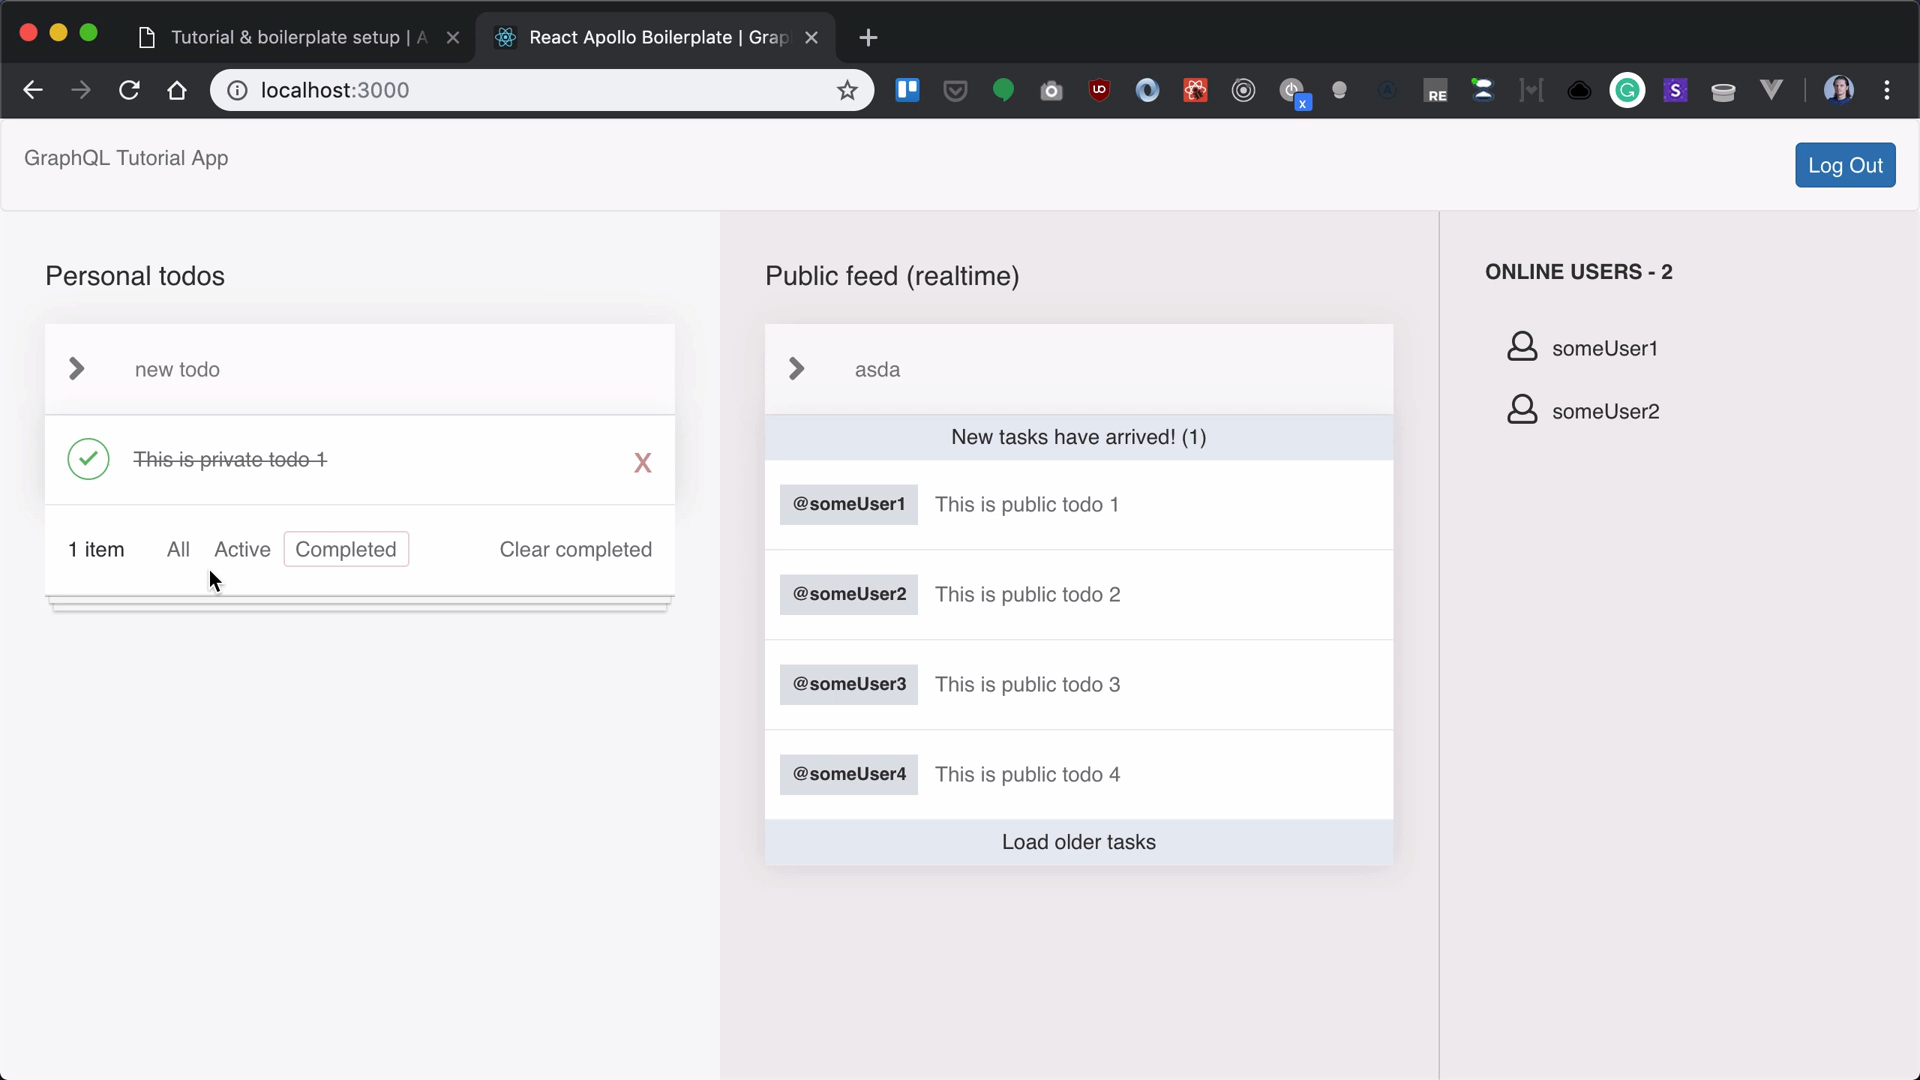 Tutorial & boilerplate setup | A
React Apollo Boilerplate | Grap
localhost:3000
RE
S
GraphQL Tutorial App
Log Out
Personal todos
new todo
This is private todo 1
X
1 item
All
Active
Completed
Clear completed
Public feed (realtime)
asda
New tasks have arrived! (1)
@someUser1 This is public todo 1
@someUser2 This is public todo 2
@someUser3 This is public todo 3
@someUser4 This is public todo 4
Load older tasks
ONLINE USERS - 2
someUser1
someUser2